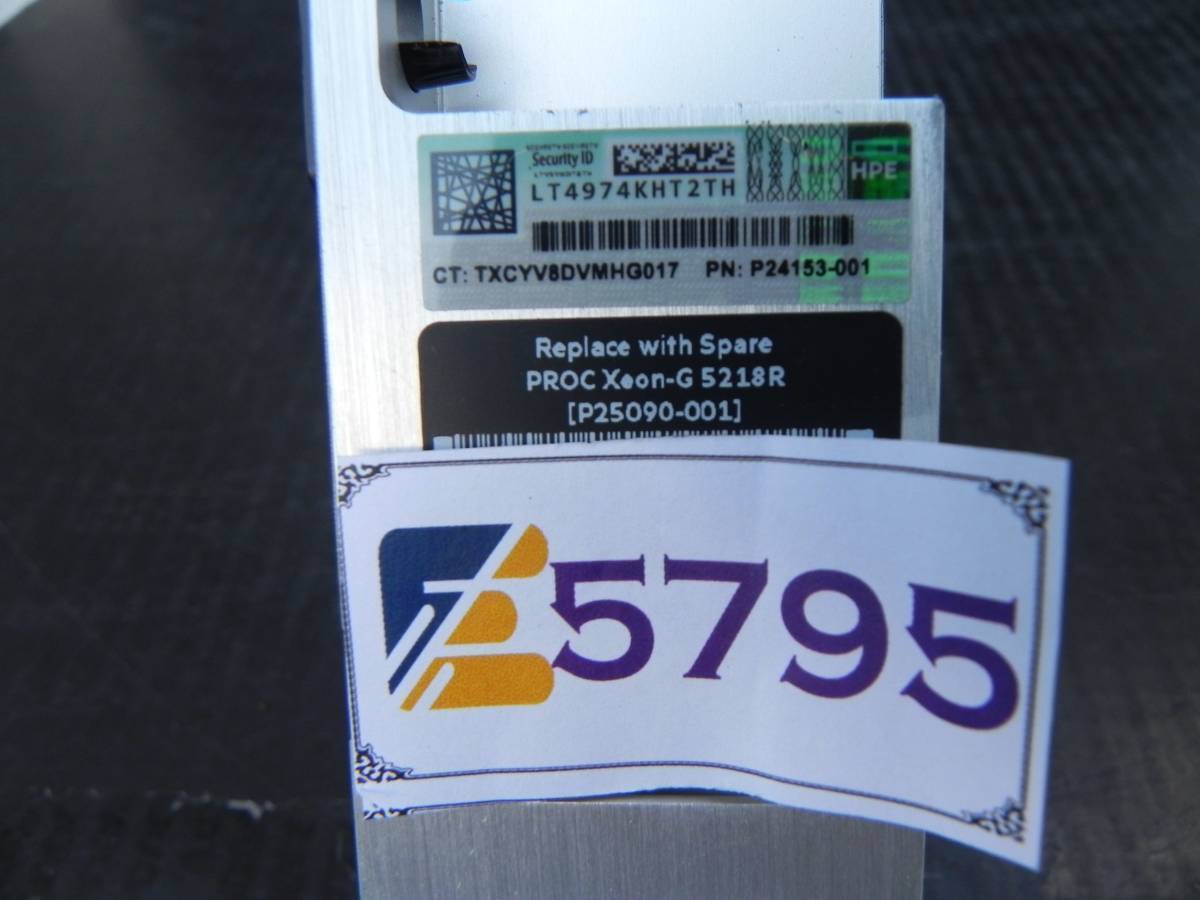 Security ID
HPE
LT4974KHT2TH
CT: TXCYV8DVMHG017 PN: P24153-001
Replace with Spare
PROC Xeon-G 5218R
[P25090-001]
5795